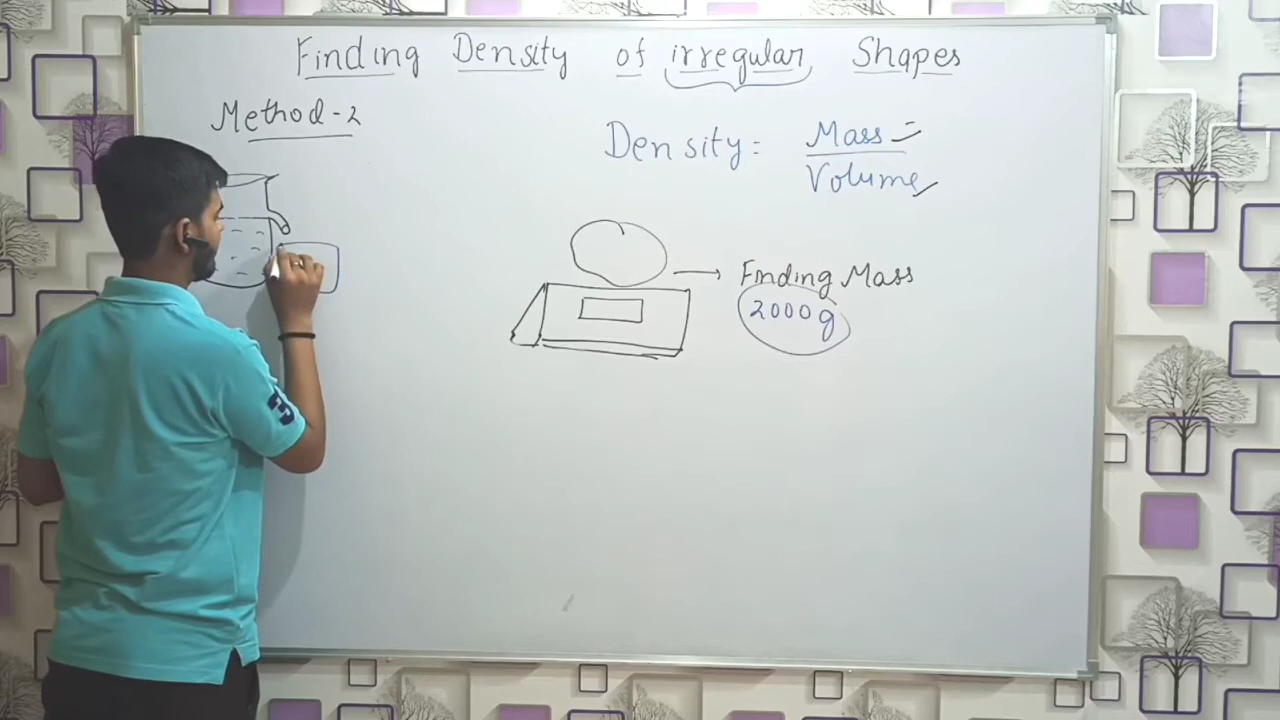 Finding Density of irregular Shapes
Method-2
Density = Mass
Volume
Finding Mass
2000g